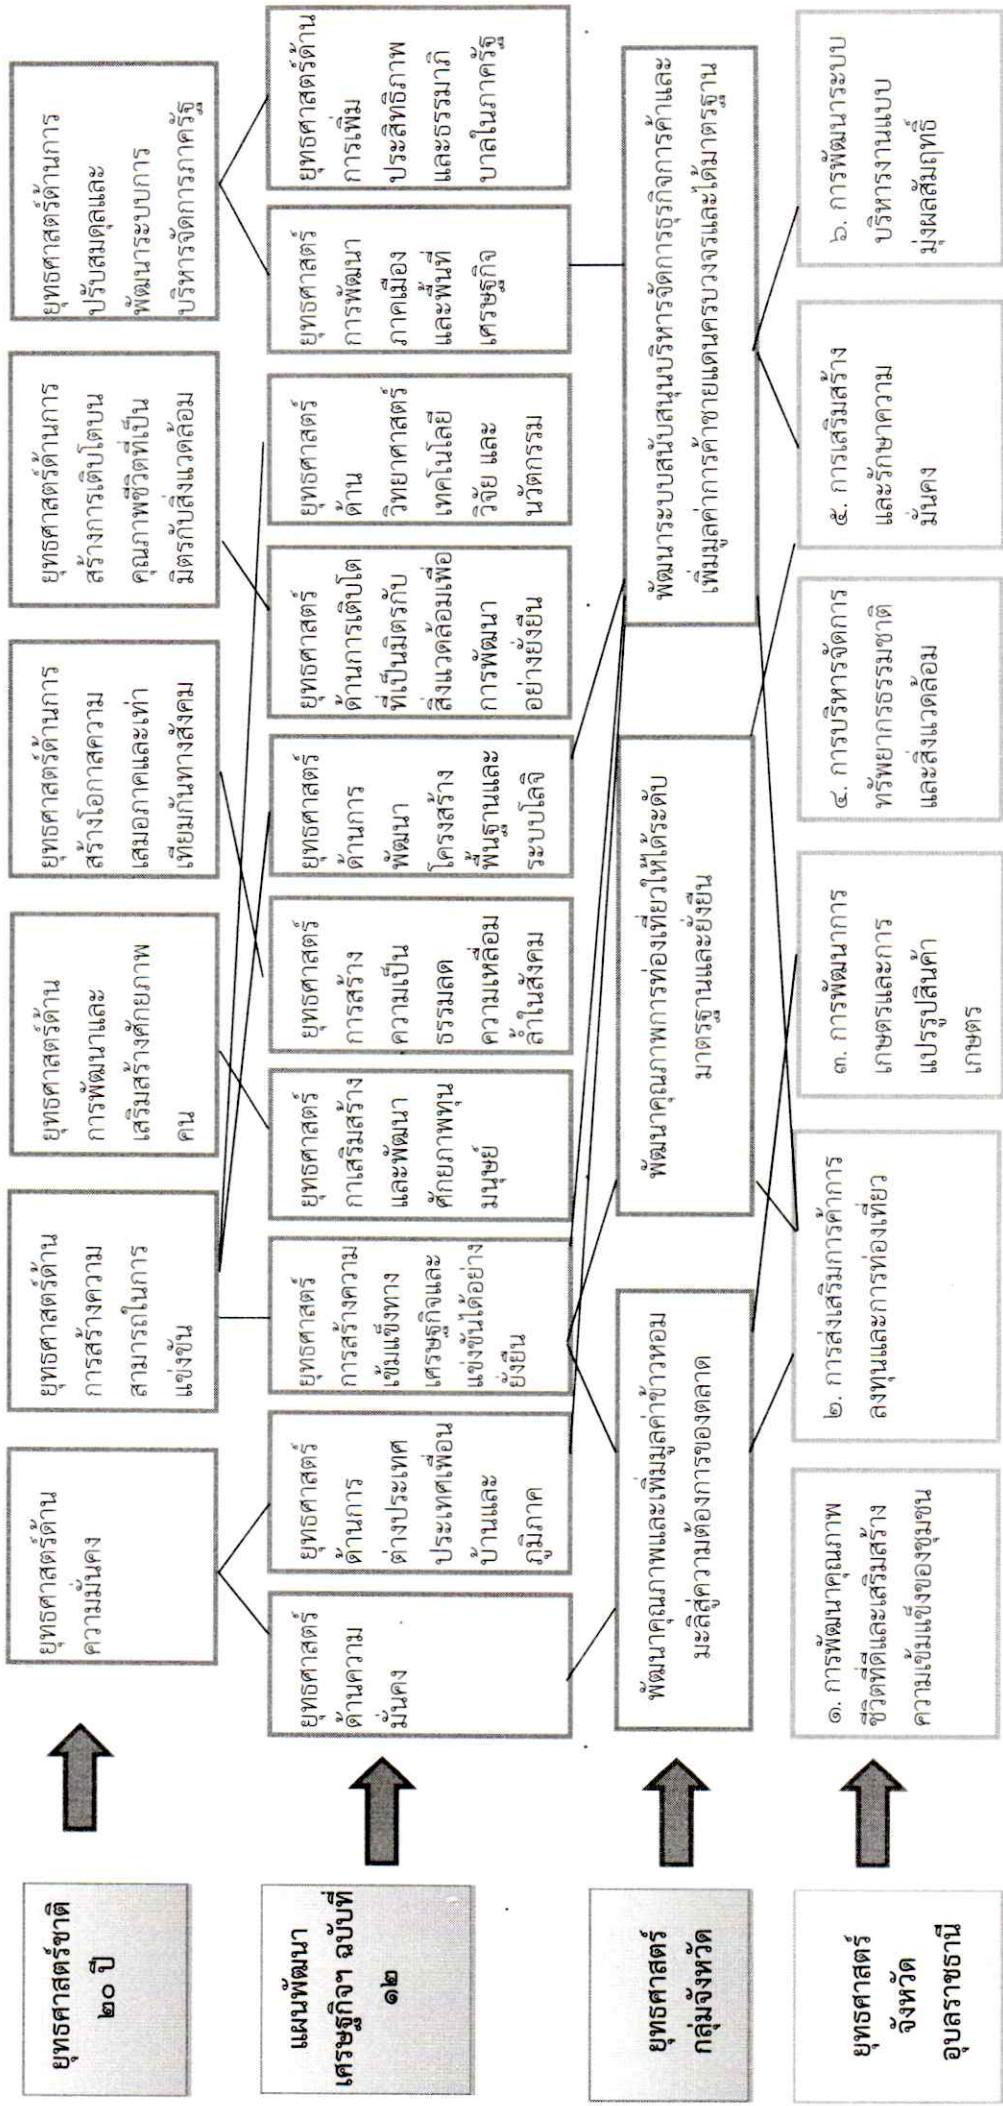 ยุทธศาสตร์ชาติ
๒๐ ปี
ยุทธศาสตร์ด้าน
ความมั่นคง
ยุทธศาสตร์ด้าน
การสร้างความ
สามารถในการ
แข่งขัน
ยุทธศาสตร์ด้าน
การพัฒนาและ
เสริมสร้างศักยภาพ
คน
ยุทธศาสตร์ด้านการ
สร้างโอกาสความ
เสมอภาคและเท่า
เทียมกันทางสังคม
ยุทธศาสตร์ด้านการ
สร้างการเติบโตบน
คุณภาพชีวิตที่เป็น
มิตรกับสิ่งแวดล้อม
ยุทธศาสตร์ด้านการ
ปรับสมดุลและ
พัฒนาระบบการ
บริหารจัดการภาครัฐ
แผนพัฒนา
เศรษฐกิจฯ ฉบับที่
๑๒
ยุทธศาสตร์
ด้านความ
มั่นคง
ยุทธศาสตร์
ด้านการ
ต่างประเทศ
ประเทศเพื่อน
บ้านและ
ภูมิภาค
ยุทธศาสตร์
การสร้างความ
เข้มแข็งทาง
เศรษฐกิจและ
แข่งขันได้อย่าง
ยั่งยืน
ยุทธศาสตร์
กาเสริมสร้าง
และพัฒนา
ศักยภาพทุน
มนุษย์
ยุทธศาสตร์
การสร้าง
ความเป็น
ธรรมลด
ความเหลื่อม
ล้ำในสังคม
ยุทธศาสตร์
ด้านการ
พัฒนา
โครงสร้าง
พื้นฐานและ
ระบบโลจิ
ยุทธศาสตร์
ด้านการเติบโต
ที่เป็นมิตรกับ
สิ่งแวดล้อมเพื่อ
การพัฒนา
อย่างยั่งยืน
ยุทธศาสตร์
ด้าน
วิทยาศาสตร์
เทคโนโลยี
วิจัย และ
นวัตกรรม
ยุทธศาสตร์
การพัฒนา
ภาคเมือง
และพื้นที่
เศรษฐกิจ
ยุทธศาสตร์ด้าน
การเพิ่ม
ประสิทธิภาพ
และธรรมาภิ
บาลในภาครัฐ
ยุทธศาสตร์
กลุ่มจังหวัด
พัฒนาคุณภาพและเพิ่มมูลค่าข้าวหอม
มะลิสู่ความต้องการของตลาด
พัฒนาคุณภาพการท่องเที่ยวให้ได้ระดับ
มาตรฐานและยั่งยืน
พัฒนาระบบสนับสนุนบริหารจัดการธุรกิจการค้าและ
เพิ่มมูลค่าการค้าชายแดนครบวงจรและได้มาตรฐาน
ยุทธศาสตร์
จังหวัด
อุบลราชธานี
๑. การพัฒนาคุณภาพ
ชีวิตที่ดีและเสริมสร้าง
ความเข้มแข็งของชุมชน
๒. การส่งเสริมการค้าการ
ลงทุนและการท่องเที่ยว
๓. การพัฒนาการ
เกษตรและการ
แปรรูปสินค้า
เกษตร
๔. การบริหารจัดการ
ทรัพยากรธรรมชาติ
และสิ่งแวดล้อม
๕. การเสริมสร้าง
และรักษาความ
มั่นคง
๖. การพัฒนาระบบ
บริหารงานแบบ
มุ่งผลสัมฤทธิ์